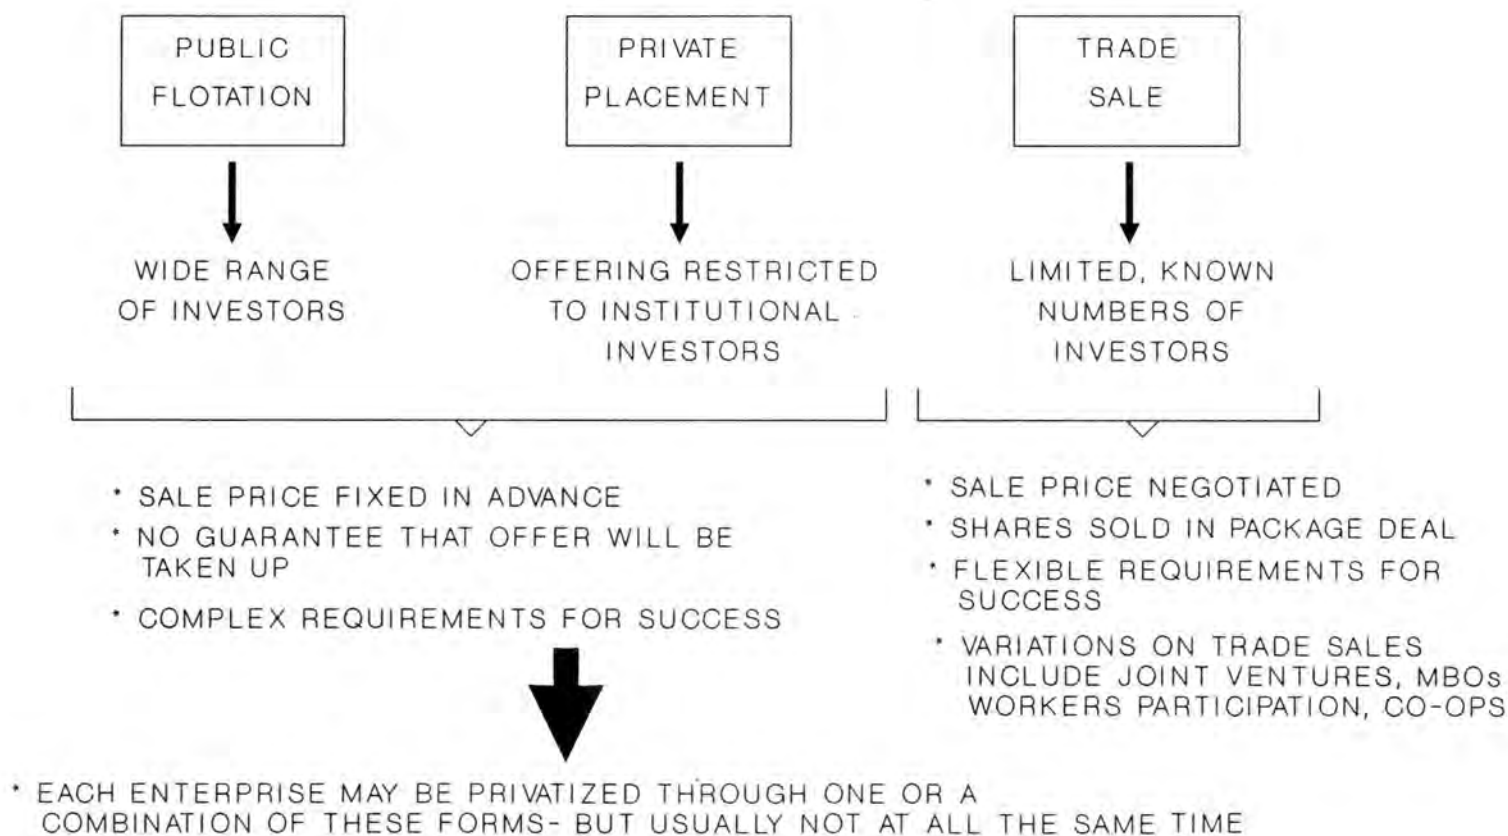 PUBLIC
FLOTATION
PRIVATE
PLACEMENT
TRADE
SALE
WIDE RANGE
OF INVESTORS
OFFERING RESTRICTED
TO INSTITUTIONAL
INVESTORS
LIMITED, KNOWN
NUMBERS OF
INVESTORS
* SALE PRICE FIXED IN ADVANCE
* NO GUARANTEE THAT OFFER WILL BE
TAKEN UP
* COMPLEX REQUIREMENTS FOR SUCCESS
* SALE PRICE NEGOTIATED
* SHARES SOLD IN PACKAGE DEAL
* FLEXIBLE REQUIREMENTS FOR
SUCCESS
* VARIATIONS ON TRADE SALES
INCLUDE JOINT VENTURES, MBOs
WORKERS PARTICIPATION, CO-OPS
* EACH ENTERPRISE MAY BE PRIVATIZED THROUGH ONE OR A
COMBINATION OF THESE FORMS- BUT USUALLY NOT AT ALL THE SAME TIME